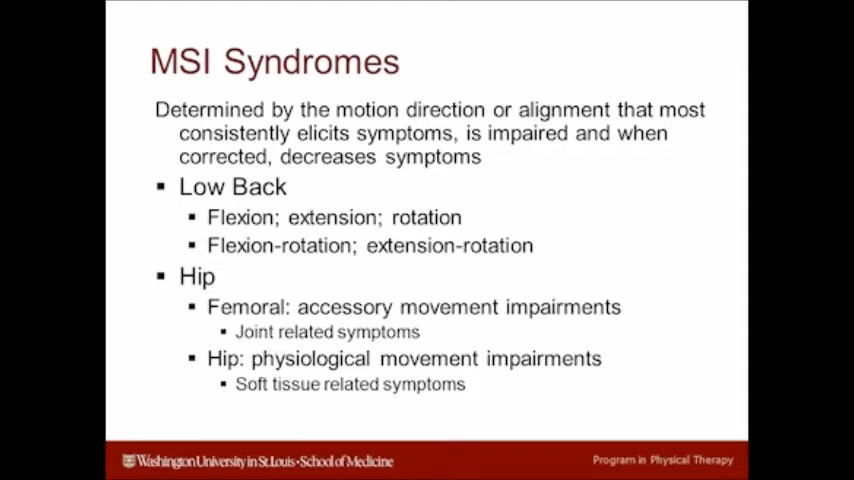 MSI Syndromes
Determined by the motion direction or alignment that most
consistently elicits symptoms, is impaired and when
corrected, decreases symptoms
▪ Low Back
▪ Flexion; extension; rotation
▪ Flexion-rotation; extension-rotation
▪ Hip
▪ Femoral: accessory movement impairments
▪ Joint related symptoms
▪ Hip: physiological movement impairments
▪ Soft tissue related symptoms
Washington University in St.Louis•School of Medicine
Program in Physical Therapy